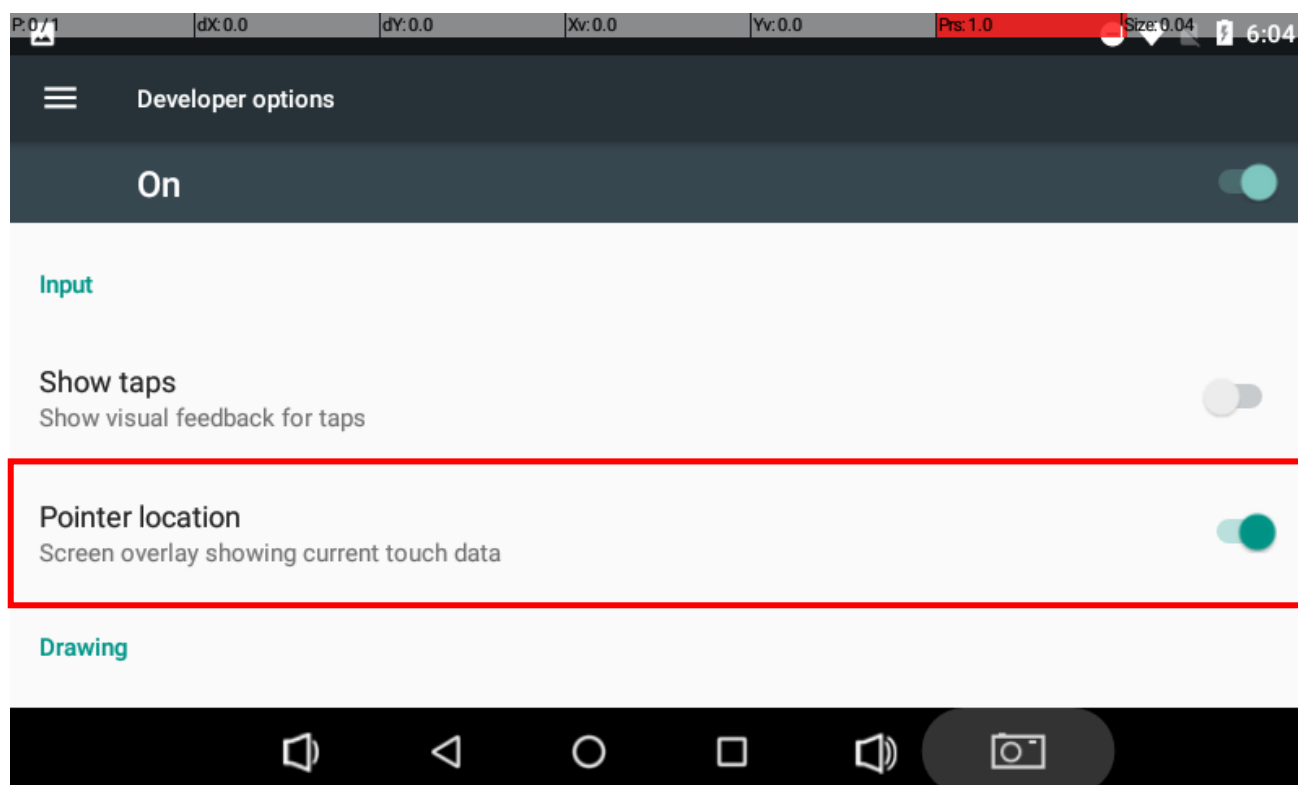 P: 0 / 1 dX: 0.0 dY: 0.0 Xv: 0.0 Yv: 0.0 Prs: 1.0 Size: 0.04
6:04
Developer options
On
Input
Show taps
Show visual feedback for taps
Pointer location
Screen overlay showing current touch data
Drawing